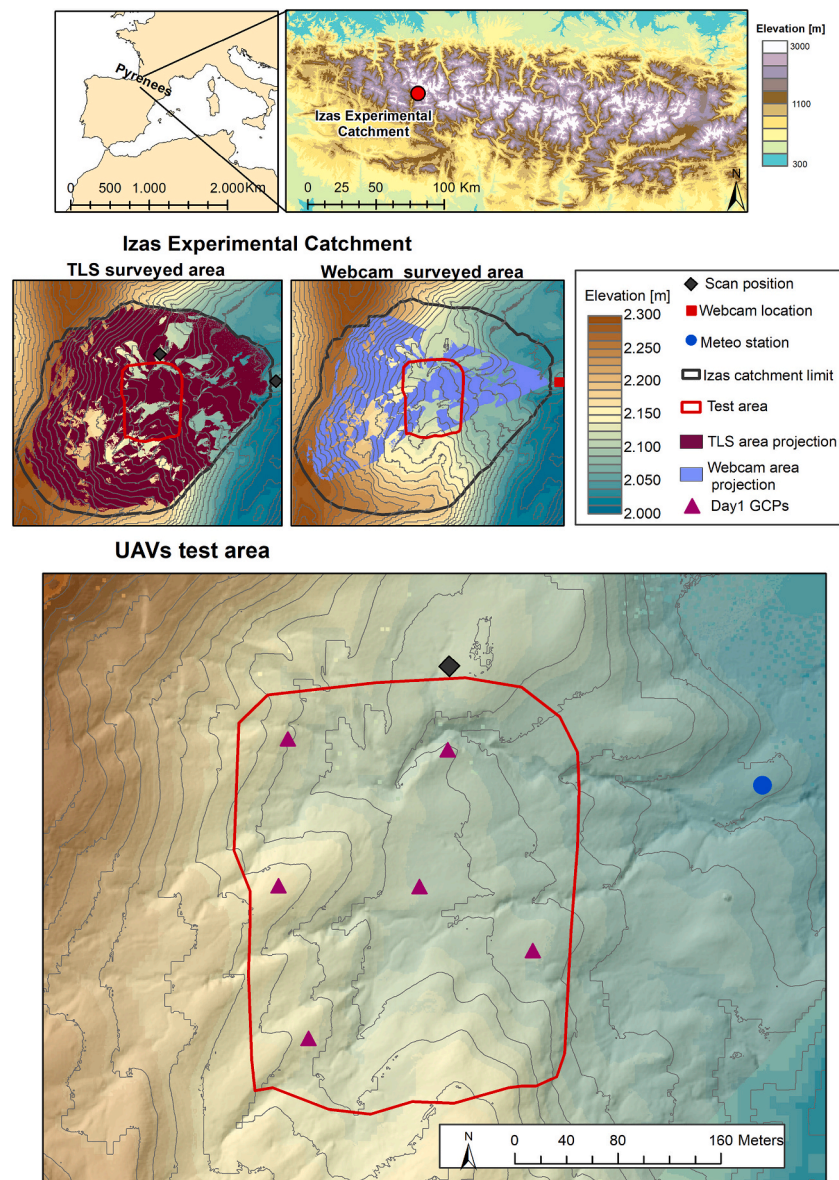 Pyrenees
500 1.000 2.000Km
0
Izas Experimental
Catchment
0 25 50 100 Km
N
Elevation [m]
3000
1100
300
Izas Experimental Catchment
TLS surveyed area
Webcam surveyed area
Elevation [m]
2.300
2.250
2.200
2.150
2.100
2.050
2.000
Scan position
Webcam location
Meteo station
Izas catchment limit
Test area
TLS area projection
Webcam area
projection
Day1 GCPs
UAVs test area
N
0 40 80 160 Meters